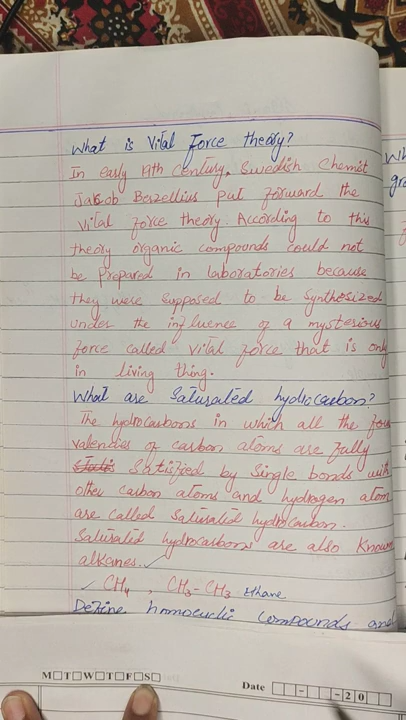 What is Vital Force theory?
In early 19th Century, Swedish Chemist
Jakob Berzellius put forward the
Vital force theory. According to this
theory organic compounds could not
be prepared in laboratories because
they were supposed to be synthesized
under the influence of a mysterious
force called vital force that is only
in living thing.
What are Saturated hydrocarbon?
The hydrocarbons in which all the four
valencies of carbon atoms are fully
Satisfied by Single bonds with
other carbon atoms and hydrogen atom
are called Saturated hydrocarbon.
Saturated hydrocarbons are also Known
alkanes.
CH4 , CH3-CH3 Ethane
Define homocyclic compounds and
M T W T F S
Date - - 20